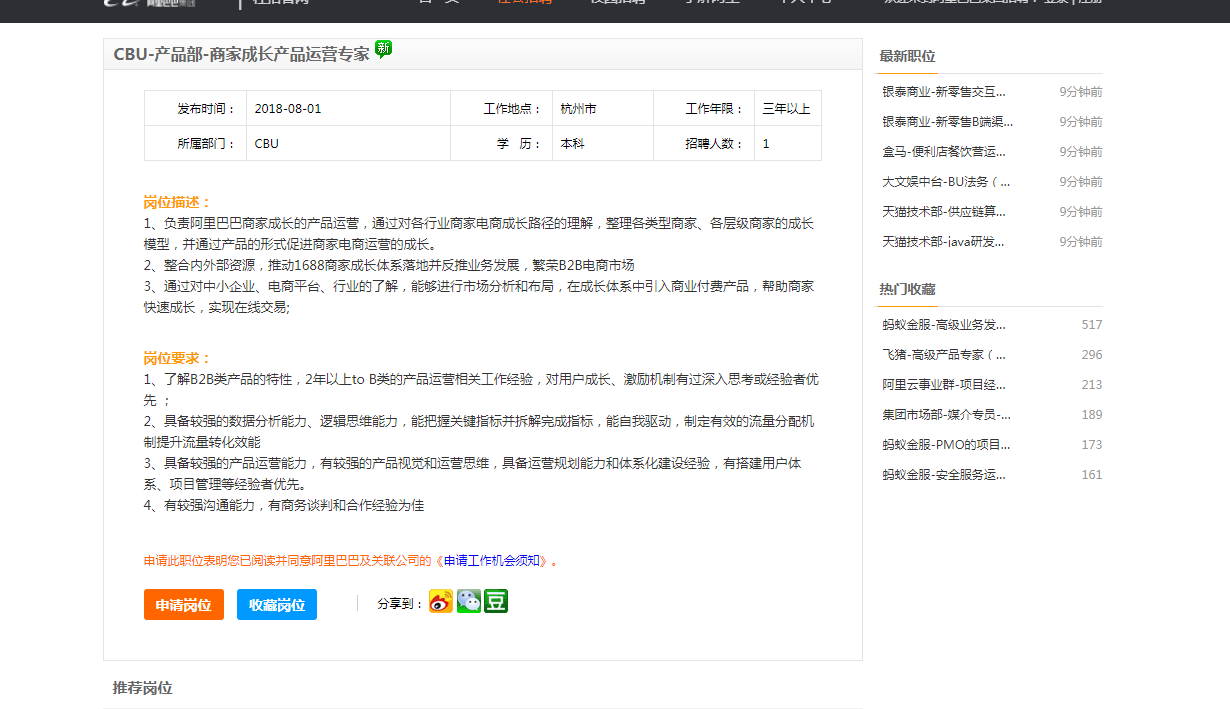 CBU-产品部-商家成长产品运营专家 新
发布时间： 2018-08-01 工作地点： 杭州市 工作年限： 三年以上
所属部门： CBU 学 历： 本科 招聘人数： 1
岗位描述：
1、负责阿里巴巴商家成长的产品运营，通过对各行业商家电商成长路径的理解，整理各类型商家、各层级商家的成长
模型，并通过产品的形式促进商家电商运营的成长。
2、整合内外部资源，推动1688商家成长体系落地并反推业务发展，繁荣B2B电商市场
3、通过对中小企业、电商平台、行业的了解，能够进行市场分析和布局，在成长体系中引入商业付费产品，帮助商家
快速成长，实现在线交易;
岗位要求：
1、了解B2B类产品的特性，2年以上to B类的产品运营相关工作经验，对用户成长、激励机制有过深入思考或经验者优
先 ；
2、具备较强的数据分析能力、逻辑思维能力，能把握关键指标并拆解完成指标，能自我驱动，制定有效的流量分配机
制提升流量转化效能
3、具备较强的产品运营能力，有较强的产品视觉和运营思维，具备运营规划能力和体系化建设经验，有搭建用户体
系、项目管理等经验者优先。
4、有较强沟通能力，有商务谈判和合作经验为佳
申请此职位表明您已阅读并同意阿里巴巴及关联公司的《申请工作机会须知》。
申请岗位 收藏岗位 分享到： 豆
推荐岗位
最新职位
银泰商业-新零售交互... 9分钟前
银泰商业-新零售B端渠... 9分钟前
盒马-便利店餐饮营运... 9分钟前
大文娱中台-BU法务（... 9分钟前
天猫技术部-供应链算... 9分钟前
天猫技术部-java研发... 9分钟前
热门收藏
蚂蚁金服-高级业务发... 517
飞猪-高级产品专家（... 296
阿里云事业群-项目经... 213
集团市场部-媒介专员-... 189
蚂蚁金服-PMO的项目... 173
蚂蚁金服-安全服务运... 161